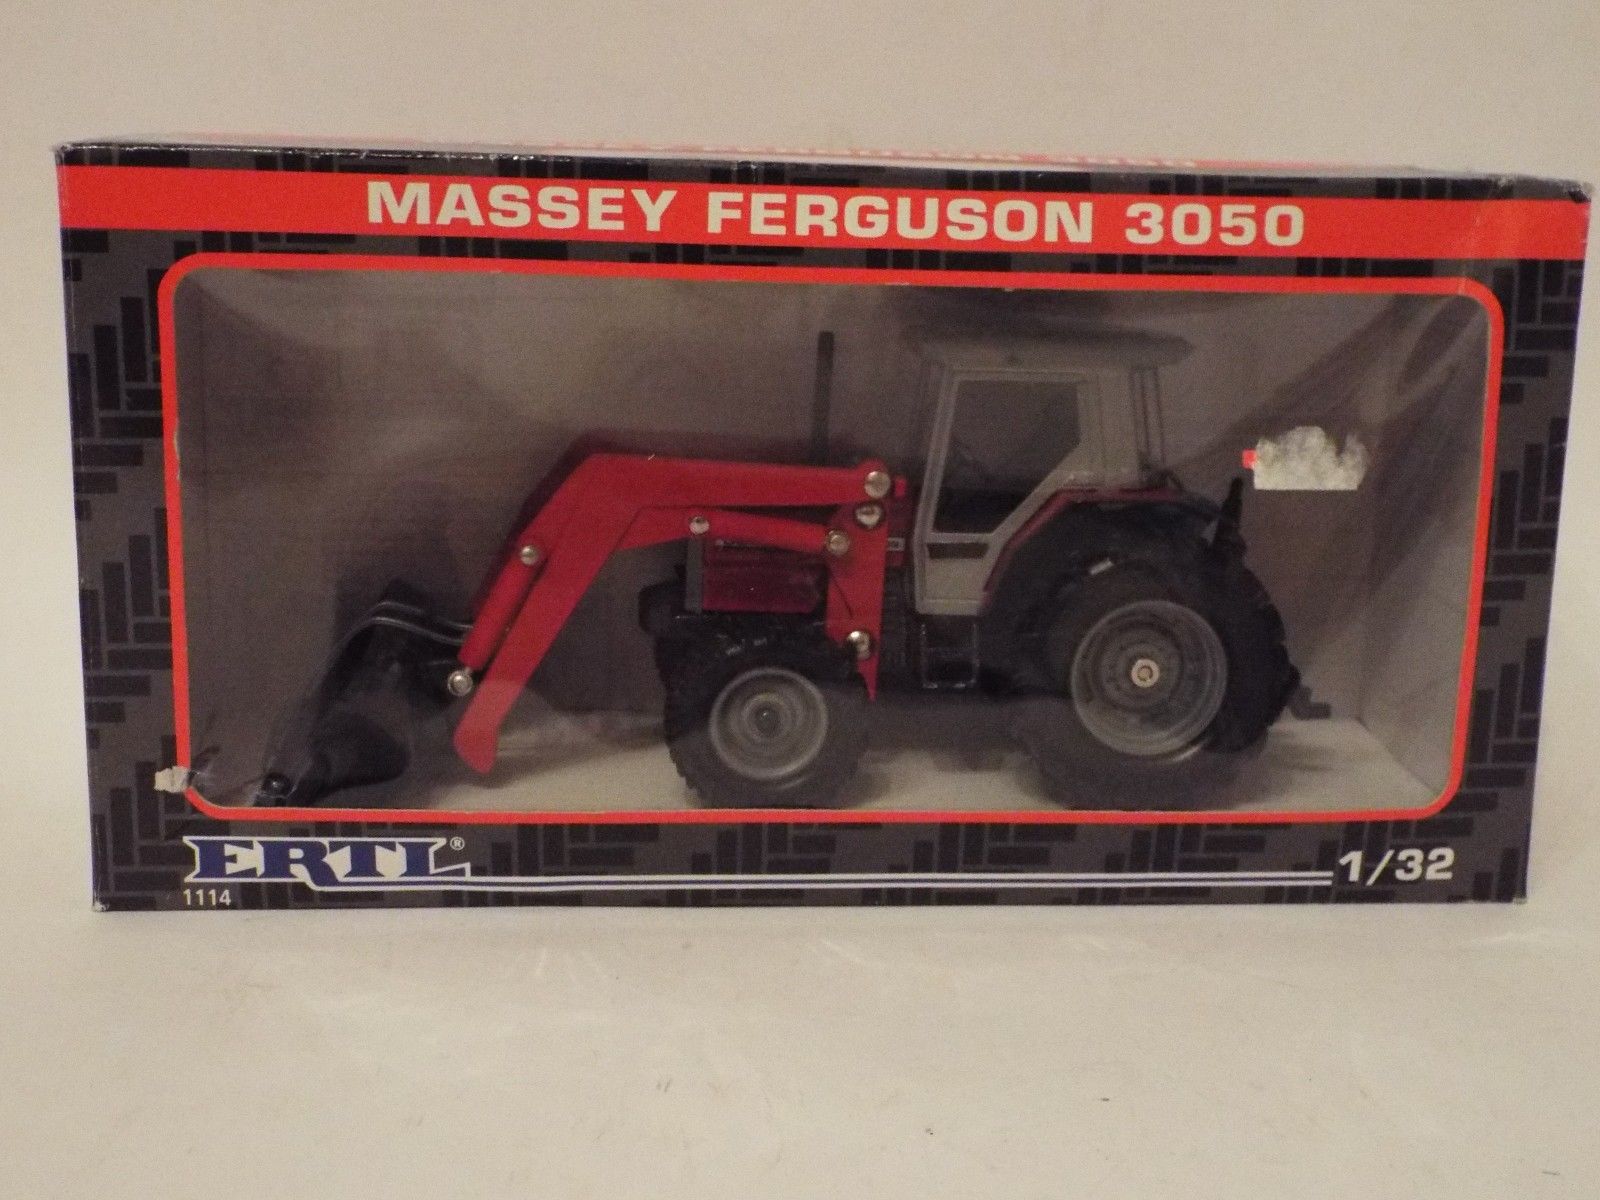 MASSEY FERGUSON 3050
ERTL®
1114
1/32